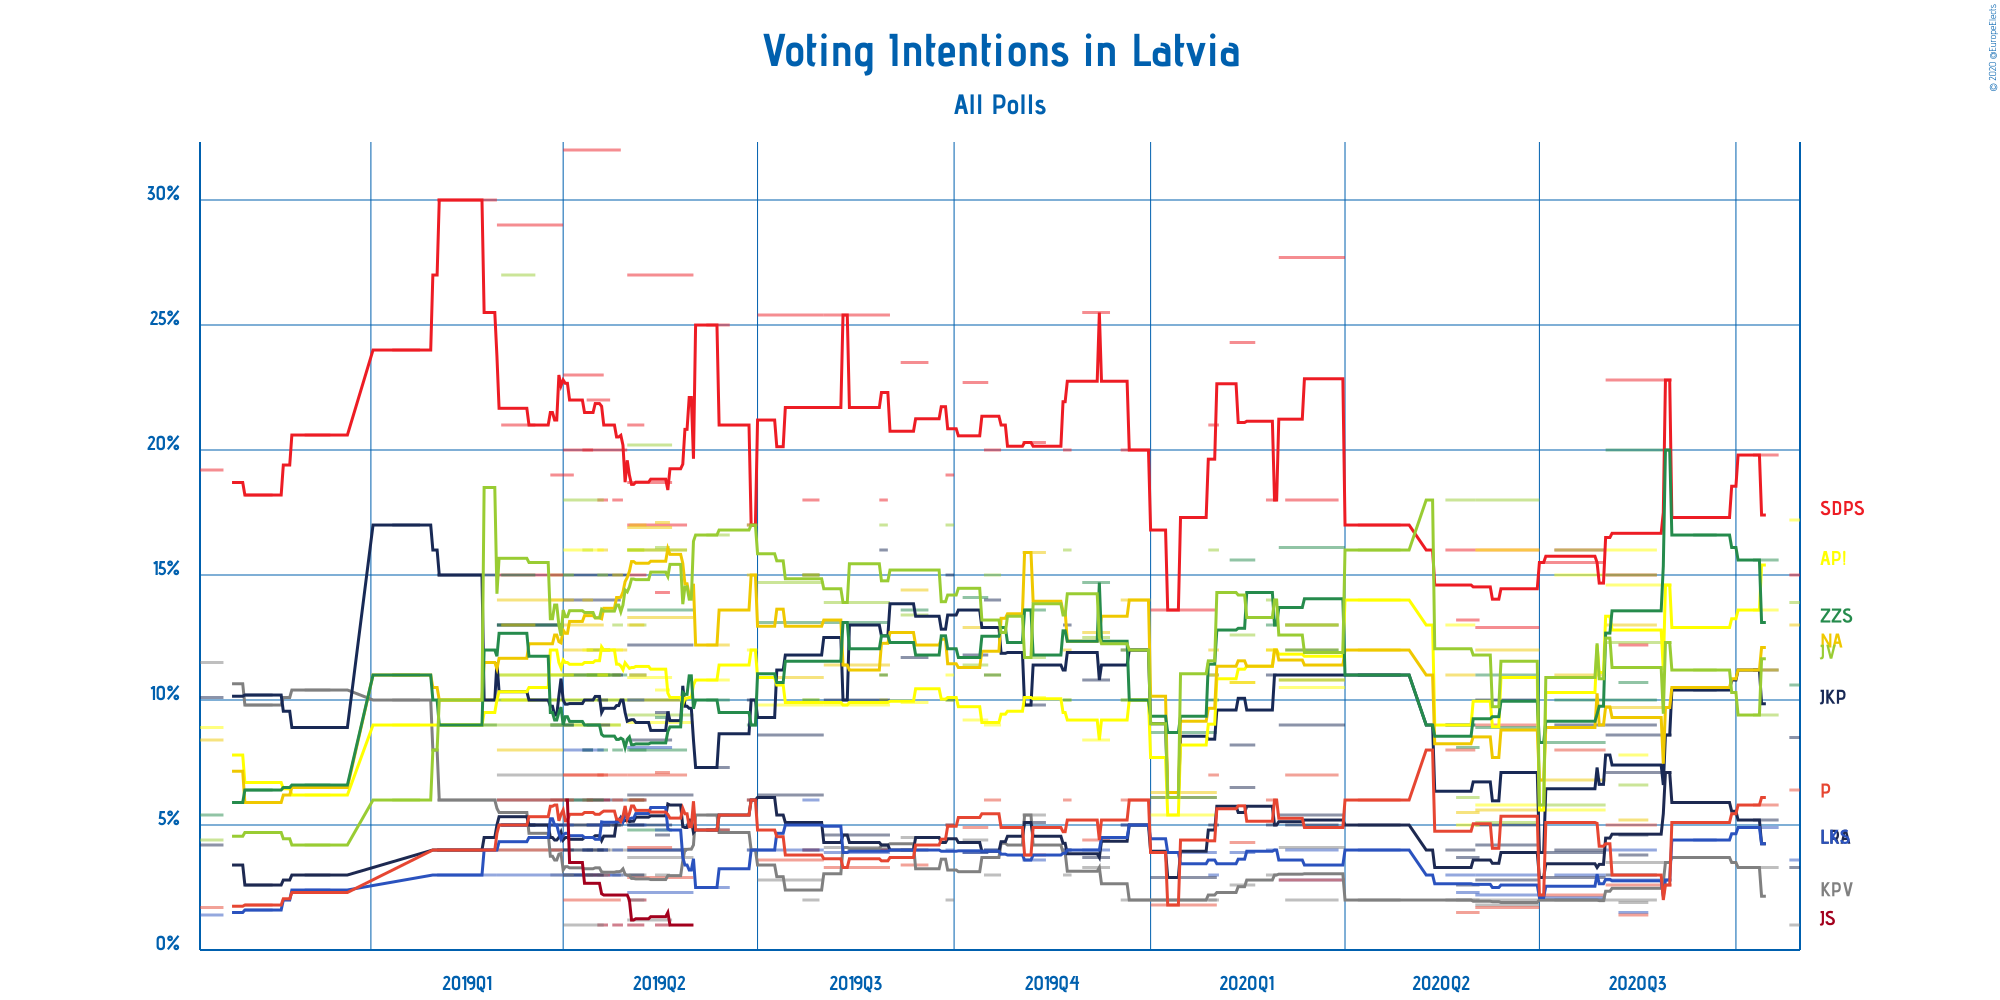 © 2020 @EuropeElects
Voting Intentions in Latvia
All Polls
30%
25%
20%
15%
10%
5%
0%
SDPS
API
ZZS
NA
JV
JKP
P
LRA
KPV
JS
2019Q1
2019Q2
2019Q3
2019Q4
2020Q1
2020Q2
2020Q3